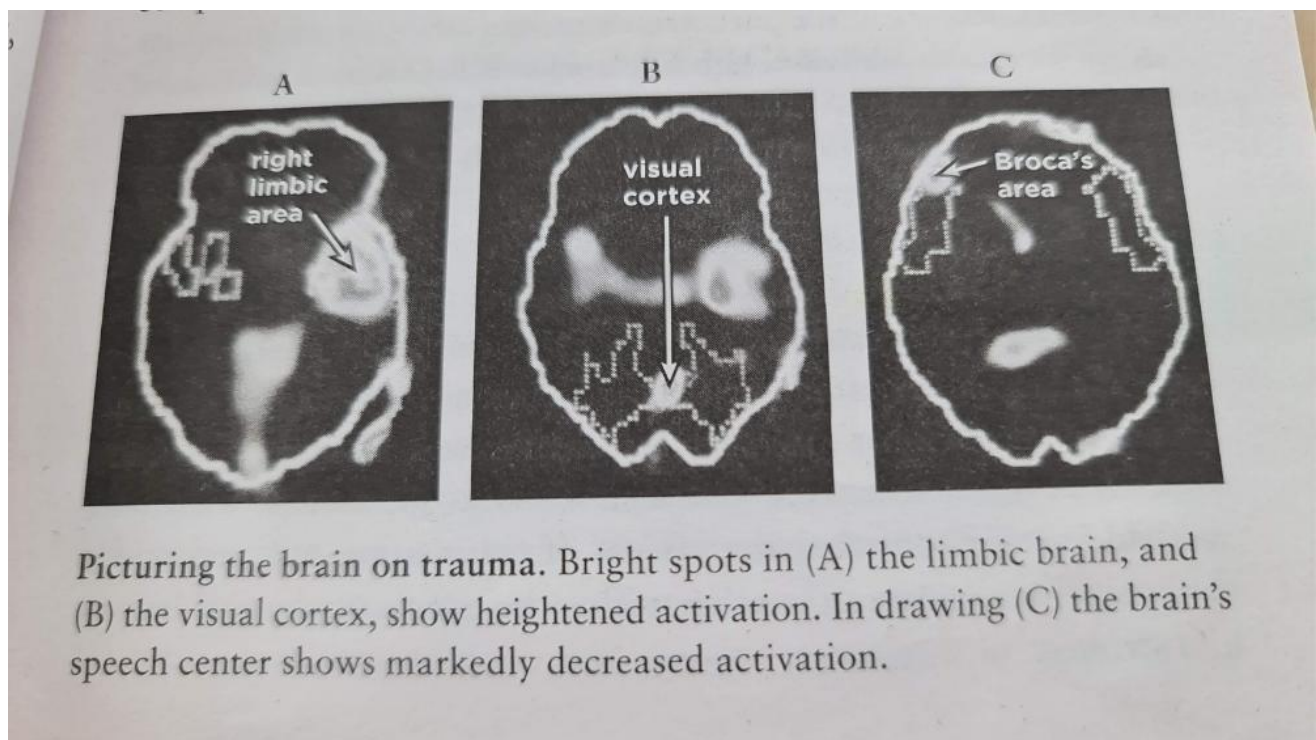 A
B
C
right
limbic
area
visual
cortex
Broca's
area
Picturing the brain on trauma. Bright spots in (A) the limbic brain, and
(B) the visual cortex, show heightened activation. In drawing (C) the brain's
speech center shows markedly decreased activation.